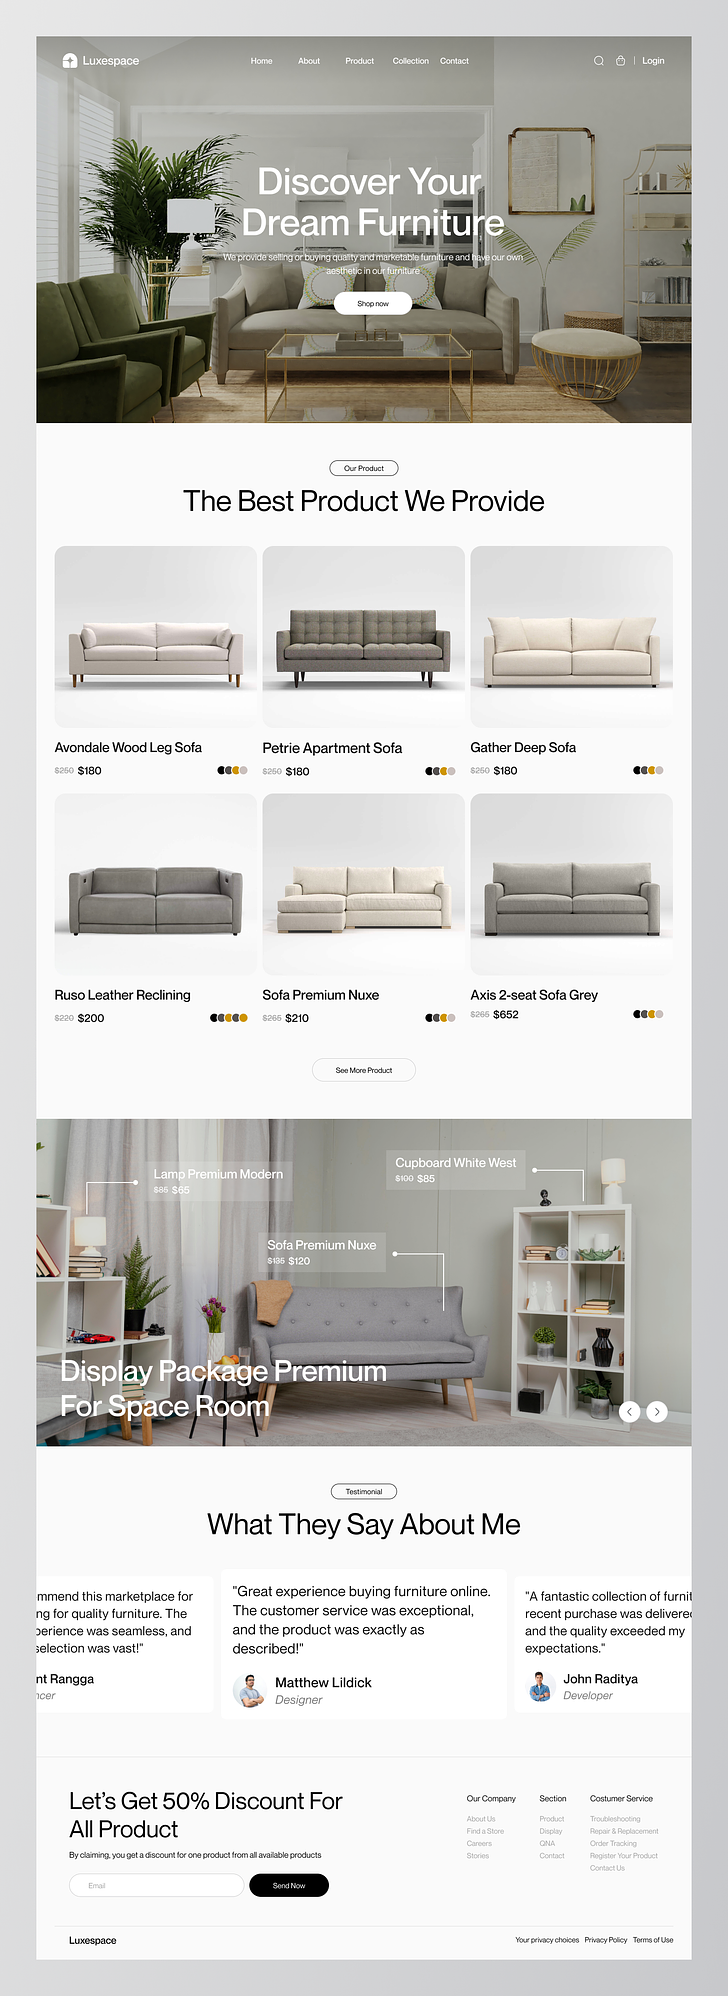 Luxespace
Home About Product Collection Contact
Login
Discover Your
Dream Furniture
We provide selling or buying quality and marketable furniture and have our own
aesthetic in our furniture
Shop now
Our Product
The Best Product We Provide
Avondale Wood Leg Sofa
$250 $180
Petrie Apartment Sofa
$250 $180
Gather Deep Sofa
$250 $180
Ruso Leather Reclining
$220 $200
Sofa Premium Nuxe
$265 $210
Axis 2-seat Sofa Grey
$265 $652
See More Product
Lamp Premium Modern
$85 $65
Cupboard White West
$100 $85
Sofa Premium Nuxe
$135 $120
Display Package Premium
For Space Room
Testimonial
What They Say About Me
mmend this marketplace for
ng for quality furniture. The
perience was seamless, and
selection was vast!"
nt Rangga
ncer
"Great experience buying furniture online.
The customer service was exceptional,
and the product was exactly as
described!"
Matthew Lildick
Designer
"A fantastic collection of furnit
recent purchase was delivered
and the quality exceeded my
expectations."
John Raditya
Developer
Let's Get 50% Discount For
All Product
By claiming, you get a discount for one product from all available products
Email
Send Now
Our Company
About Us
Find a Store
Careers
Stories
Section
Product
Display
QNA
Contact
Costumer Service
Troubleshooting
Repair & Replacement
Order Tracking
Register Your Product
Contact Us
Luxespace
Your privacy choices Privacy Policy Terms of Use